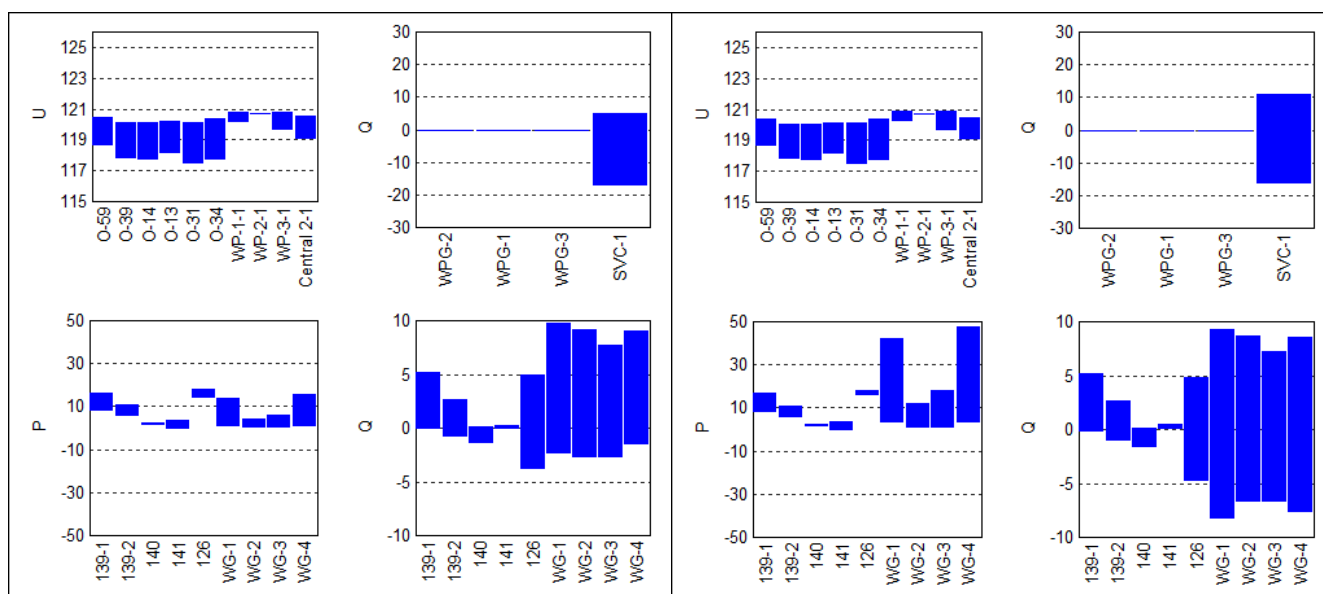 U
125
123
121
119
117
115
O-59
O-39
O-14
O-13
O-31
O-34
WP-1-1
WP-2-1
WP-3-1
Central 2-1
Q
30
20
10
0
-10
-20
-30
WPG-2
WPG-1
WPG-3
SVC-1
U
125
123
121
119
117
115
O-59
O-39
O-14
O-13
O-31
O-34
WP-1-1
WP-2-1
WP-3-1
Central 2-1
Q
30
20
10
0
-10
-20
-30
WPG-2
WPG-1
WPG-3
SVC-1
P
50
30
10
-10
-30
-50
139-1
139-2
140
141
126
WG-1
WG-2
WG-3
WG-4
Q
10
5
0
-5
-10
139-1
139-2
140
141
126
WG-1
WG-2
WG-3
WG-4
P
50
30
10
-10
-30
-50
139-1
139-2
140
141
126
WG-1
WG-2
WG-3
WG-4
Q
10
5
0
-5
-10
139-1
139-2
140
141
126
WG-1
WG-2
WG-3
WG-4